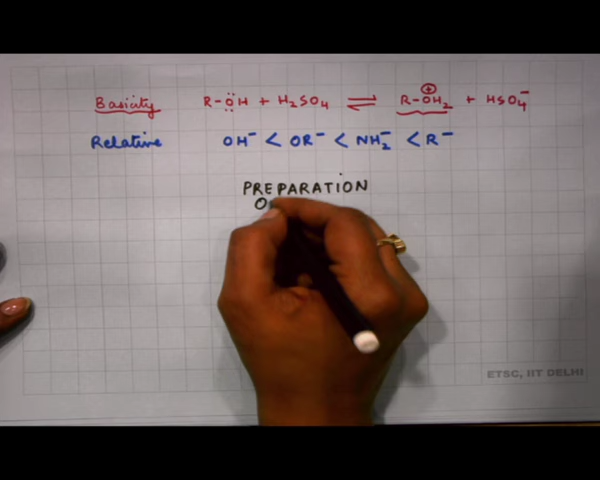 Basicity R-ÖH + H₂SO₄ ⇌ R-OH₂⊕ + HSO₄⁻
Relative OH⁻ < OR⁻ < NH₂⁻ < R⁻
PREPARATION
O
ETSC, IIT DELHI